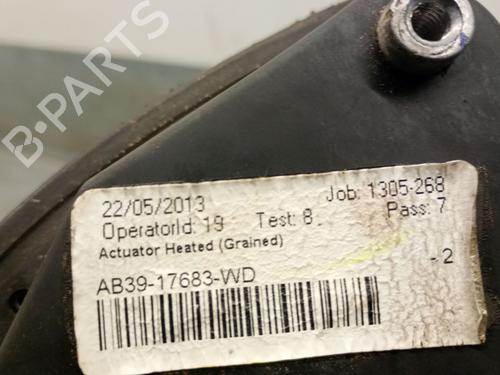 B-PARTS
22/05/2013
Job: 1305-268
OperatorId: 19 Test: 8 Pass: 7
Actuator Heated (Grained)
- 2
AB39-17683-WD